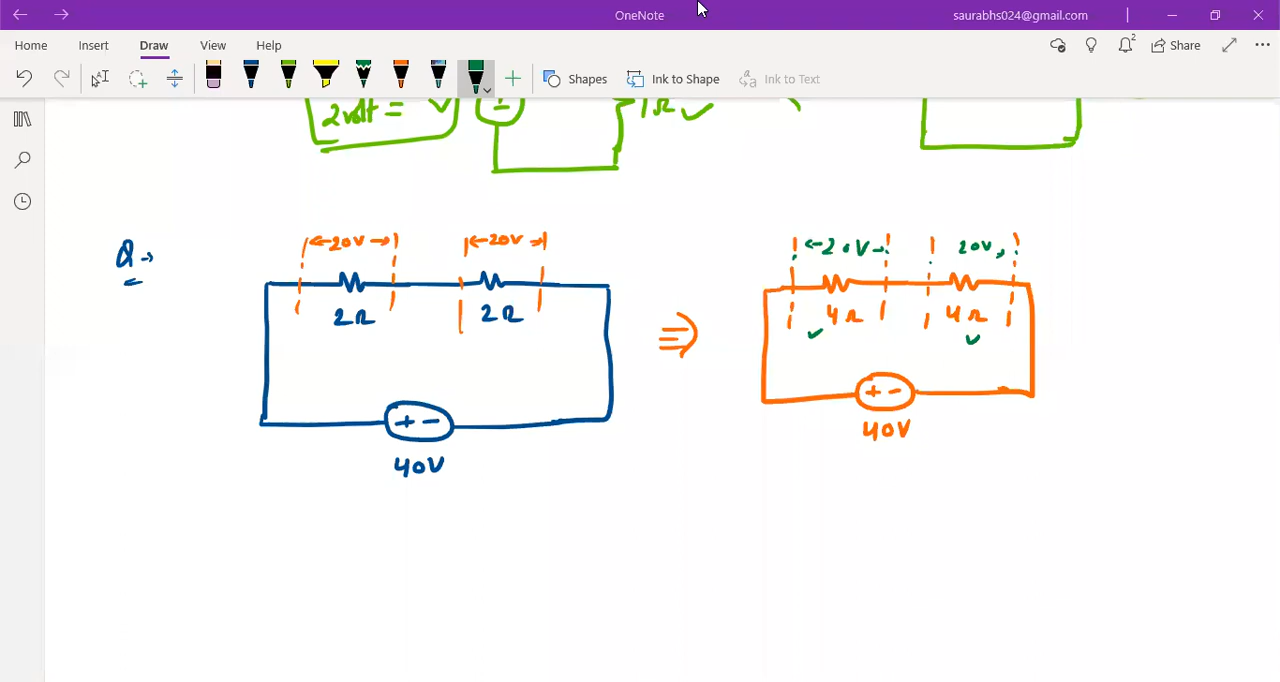 OneNote
saurabhs024@gmail.com
Home Insert Draw View Help
Share
Shapes Ink to Shape Ink to Text
2volt = V
1Ω
Q→
20V 20V
2Ω 2Ω
40V
20V 20V
4Ω 4Ω
40V